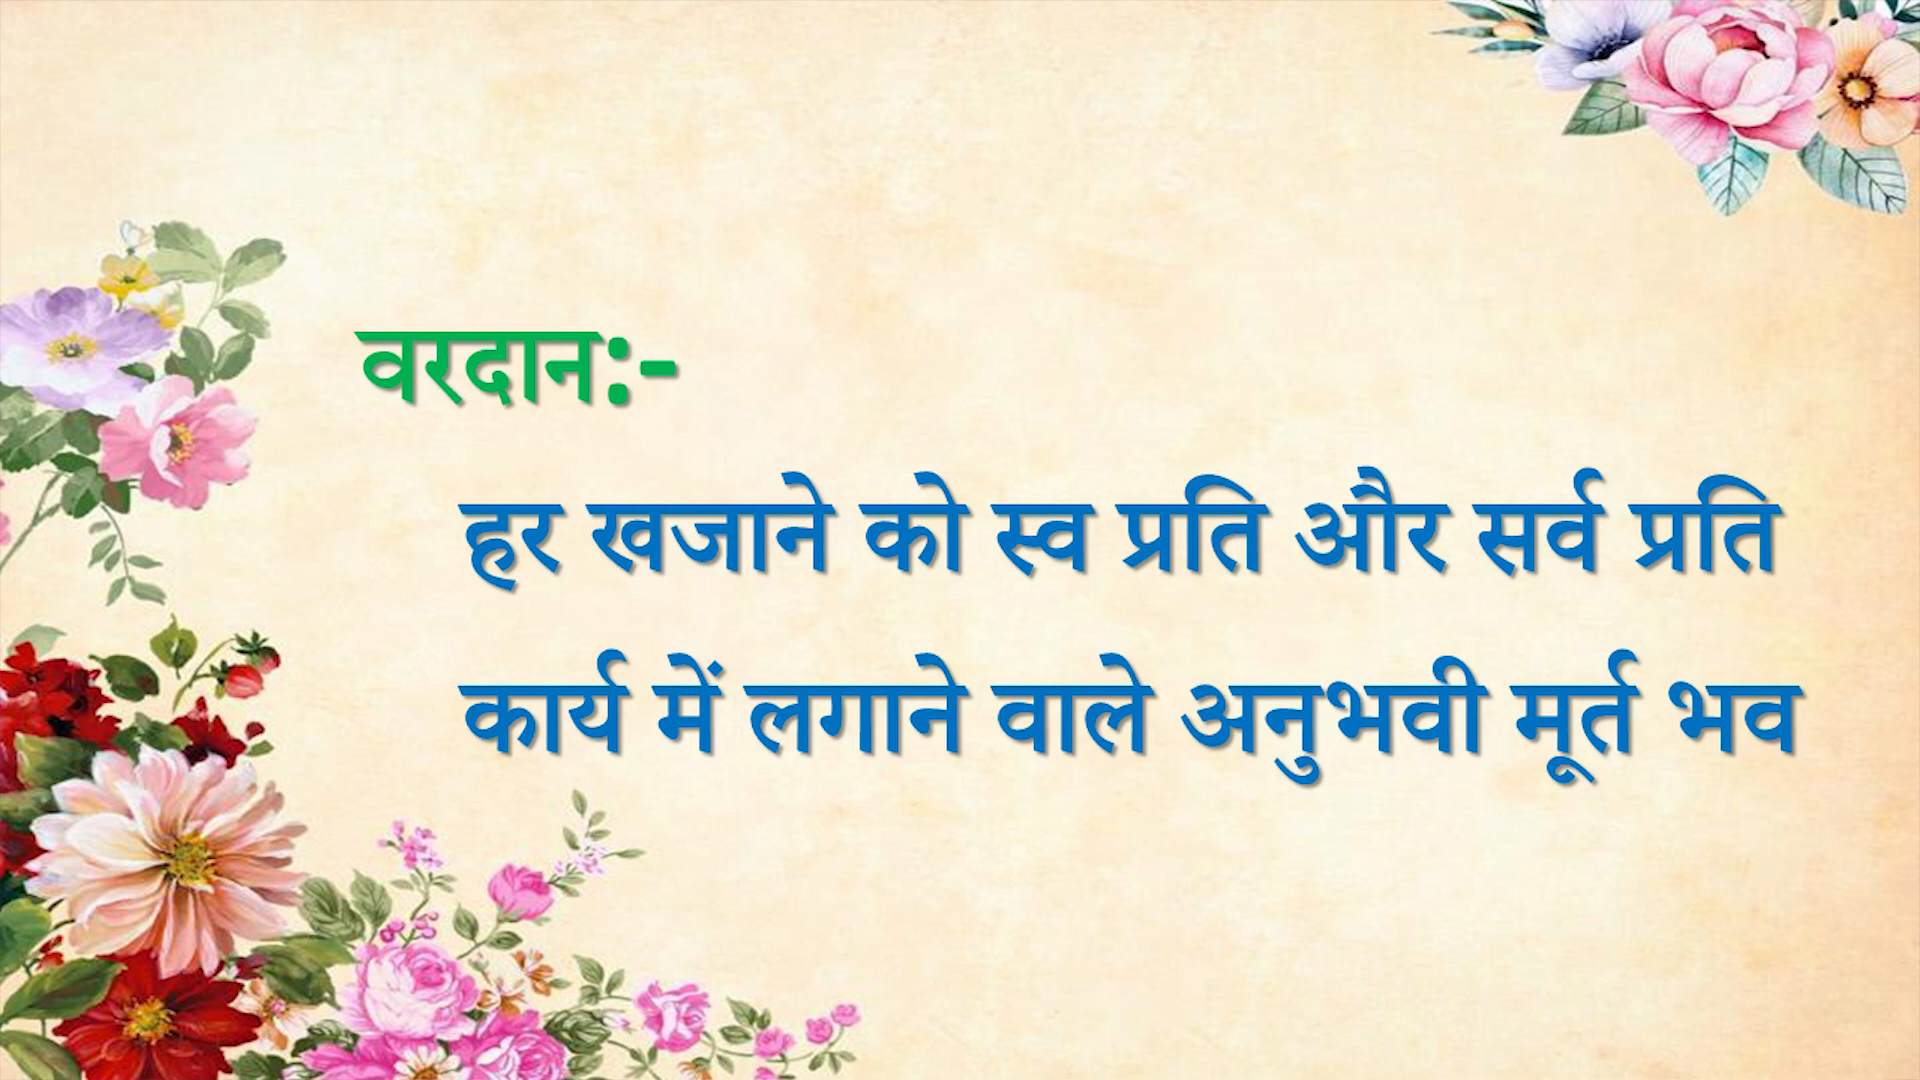 वरदान:-
हर खजाने को स्व प्रति और सर्व प्रति
कार्य में लगाने वाले अनुभवी मूर्त भव